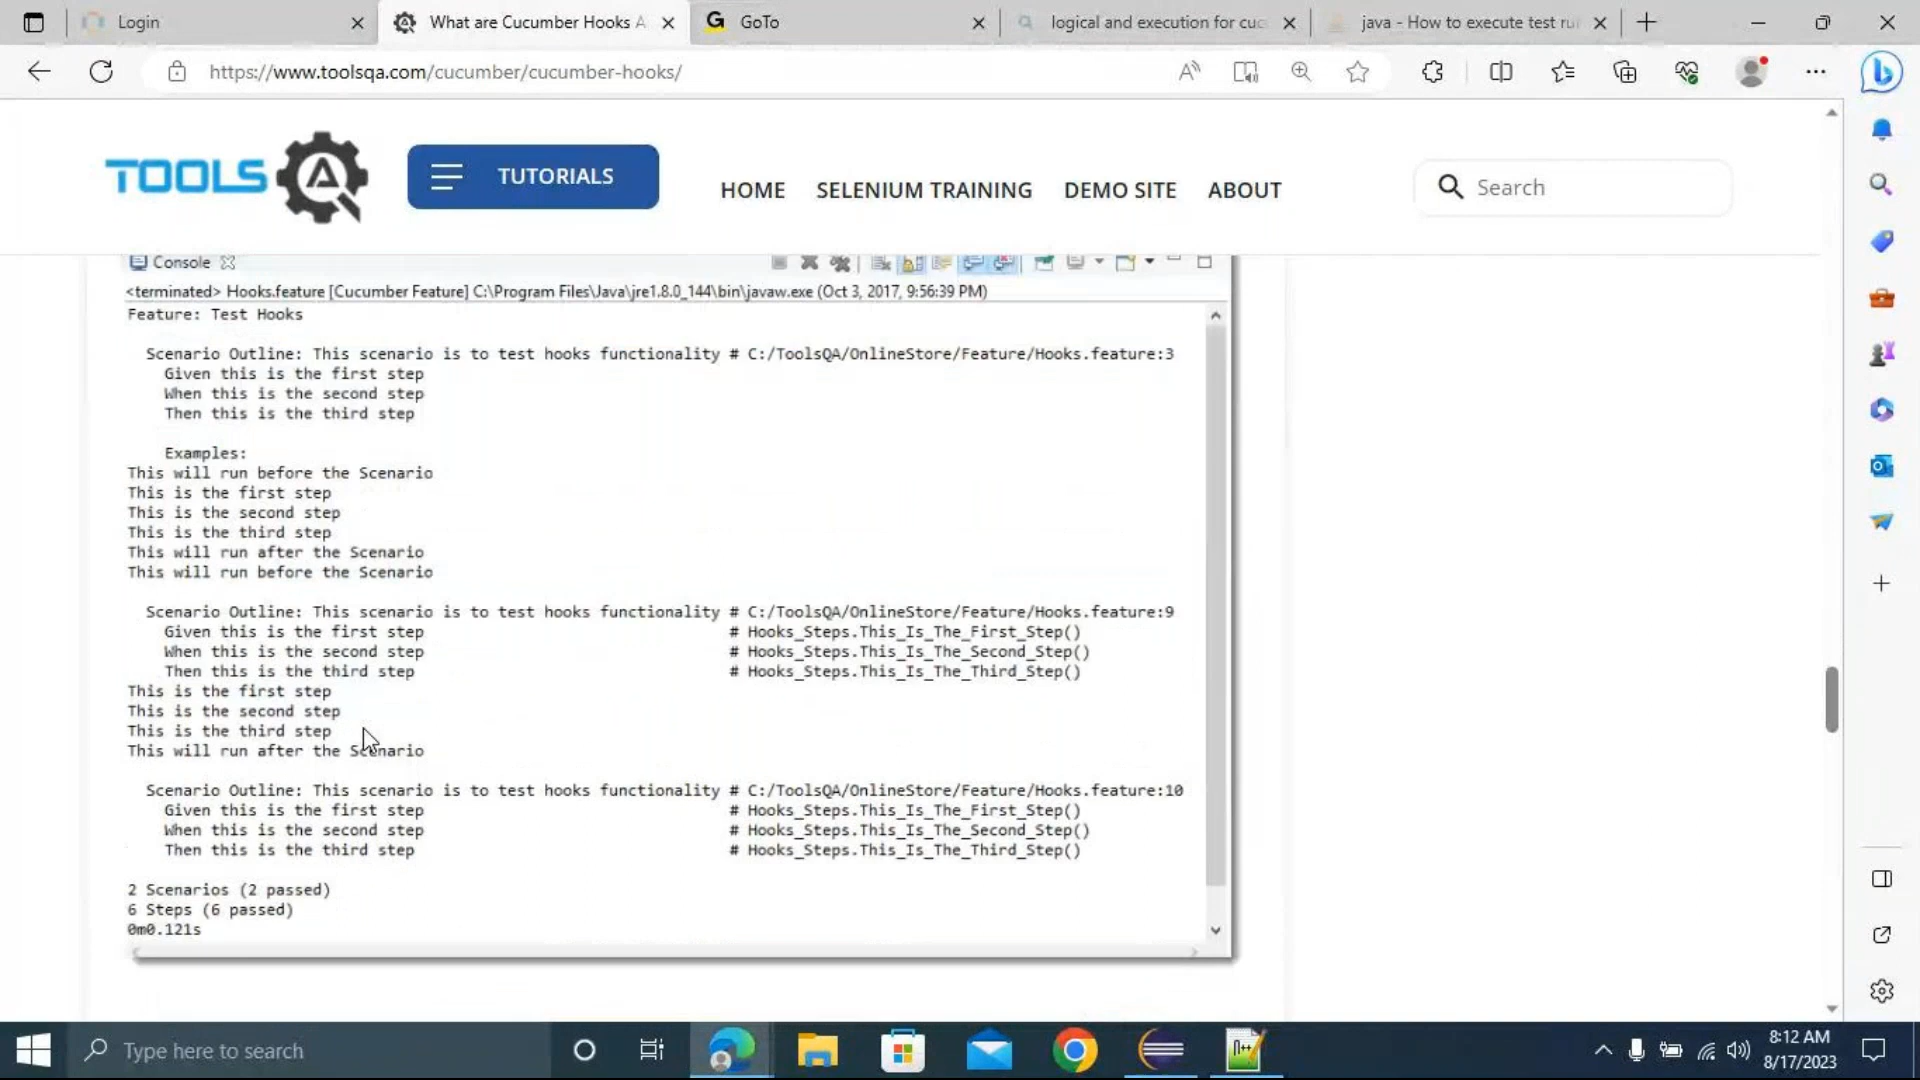 Login
What are Cucumber Hooks A
GoTo
logical and execution for cuc
java - How to execute test ru
https://www.toolsqa.com/cucumber/cucumber-hooks/
TOOLS QA
TUTORIALS
HOME
SELENIUM TRAINING
DEMO SITE
ABOUT
Search
Console
<terminated> Hooks.feature [Cucumber Feature] C:\Program Files\Java\jre1.8.0_144\bin\javaw.exe (Oct 3, 2017, 9:56:39 PM)
Feature: Test Hooks
Scenario Outline: This scenario is to test hooks functionality # C:/ToolsQA/OnlineStore/Feature/Hooks.feature:3
Given this is the first step
When this is the second step
Then this is the third step
Examples:
This will run before the Scenario
This is the first step
This is the second step
This is the third step
This will run after the Scenario
This will run before the Scenario
Scenario Outline: This scenario is to test hooks functionality # C:/ToolsQA/OnlineStore/Feature/Hooks.feature:9
Given this is the first step # Hooks_Steps.This_Is_The_First_Step()
When this is the second step # Hooks_Steps.This_Is_The_Second_Step()
Then this is the third step # Hooks_Steps.This_Is_The_Third_Step()
This is the first step
This is the second step
This is the third step
This will run after the Scenario
Scenario Outline: This scenario is to test hooks functionality # C:/ToolsQA/OnlineStore/Feature/Hooks.feature:10
Given this is the first step # Hooks_Steps.This_Is_The_First_Step()
When this is the second step # Hooks_Steps.This_Is_The_Second_Step()
Then this is the third step # Hooks_Steps.This_Is_The_Third_Step()
2 Scenarios (2 passed)
6 Steps (6 passed)
0m0.121s
Type here to search
8:12 AM
8/17/2023